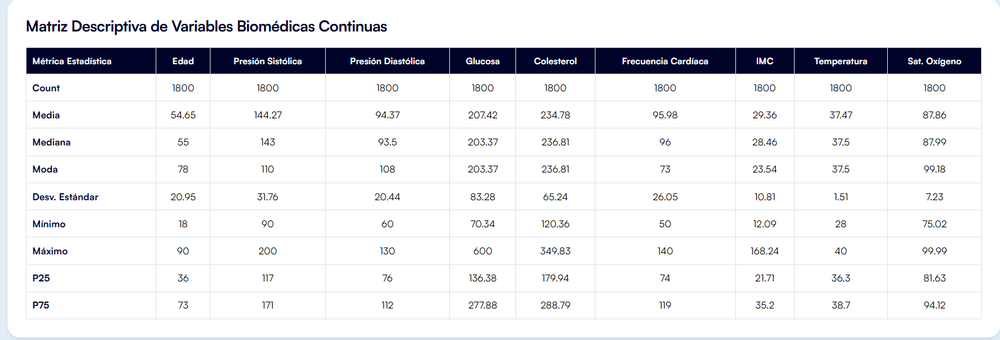 Matriz Descriptiva de Variables Biomédicas Continuas
Métrica Estadística Edad Presión Sistólica Presión Diastólica Glucosa Colesterol Frecuencia Cardíaca IMC Temperatura Sat. Oxígeno
Count 1800 1800 1800 1800 1800 1800 1800 1800 1800
Media 54.65 144.27 94.37 207.42 234.78 95.98 29.36 37.47 87.86
Mediana 55 143 93.5 203.37 236.81 96 28.46 37.5 87.99
Moda 78 110 108 203.37 236.81 73 23.54 37.5 99.18
Desv. Estándar 20.95 31.76 20.44 83.28 65.24 26.05 10.81 1.51 7.23
Mínimo 18 90 60 70.34 120.36 50 12.09 28 75.02
Máximo 90 200 130 600 349.83 140 168.24 40 99.99
P25 36 117 76 136.38 179.94 74 21.71 36.3 81.63
P75 73 171 112 277.88 288.79 119 35.2 38.7 94.12